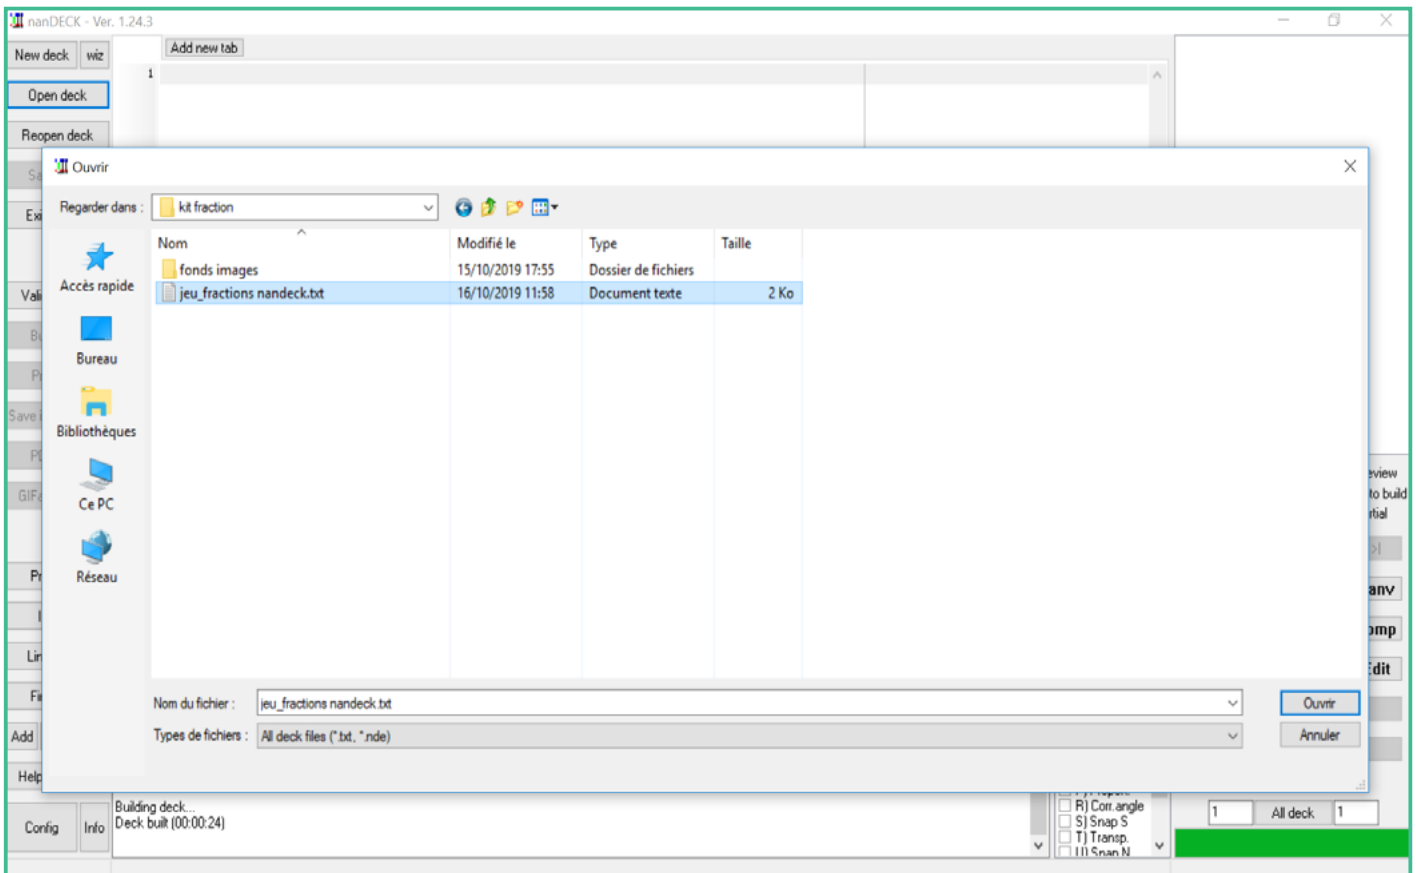 nanDECK - Ver. 1.24.3
New deck wiz Add new tab
1
Open deck
Reopen deck
Ouvrir
Regarder dans : kit fraction
Nom Modifié le Type Taille
fonds images 15/10/2019 17:55 Dossier de fichiers
jeu_fractions nandeck.txt 16/10/2019 11:58 Document texte 2 Ko
Accès rapide
Bureau
Bibliothèques
Ce PC
Réseau
Nom du fichier : jeu_fractions nandeck.txt Ouvrir
Types de fichiers : All deck files (*.txt, *.nde) Annuler
Save
to build
Add
Help
Building deck...
Deck built (00:00:24)
R) Corr.angle
S) Snap S
T) Transp.
U) Snap N
Config Info
1 All deck 1